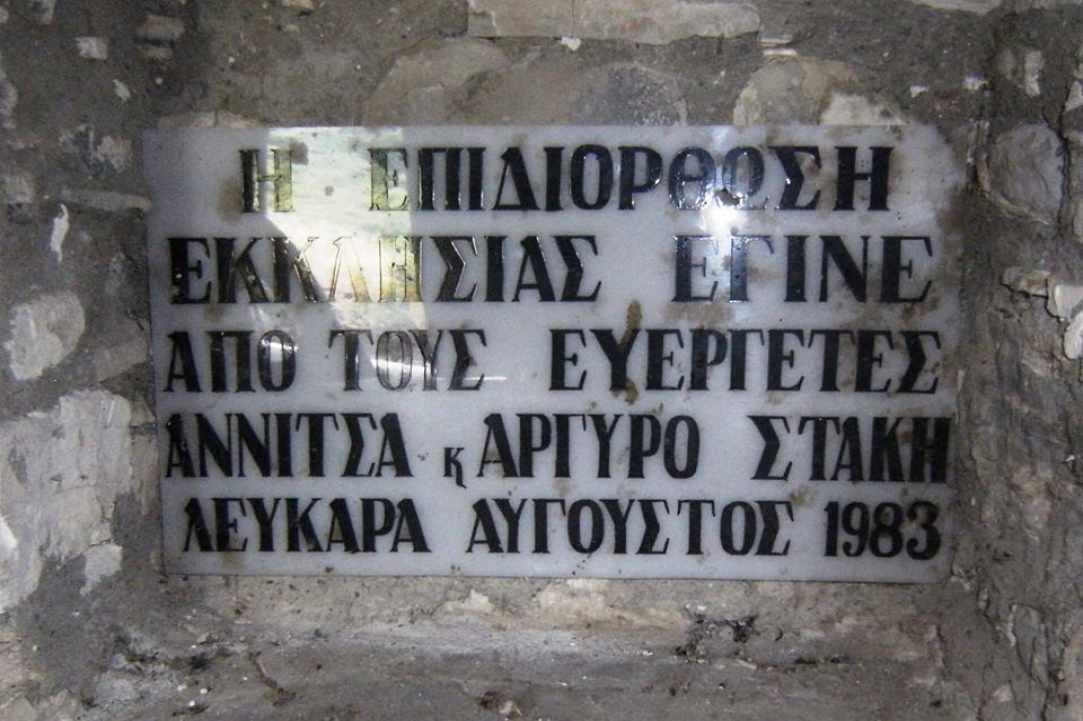 Η ΕΠΙΔΙΟΡΘΩΣΗ
ΕΚΚΛΗΣΙΑΣ ΕΓΙΝΕ
ΑΠΟ ΤΟΥΣ ΕΥΕΡΓΕΤΕΣ
ΑΝΝΙΤΣΑ κ ΑΡΓΥΡΟ ΣΤΑΚΗ
ΛΕΥΚΑΡΑ ΑΥΓΟΥΣΤΟΣ 1983